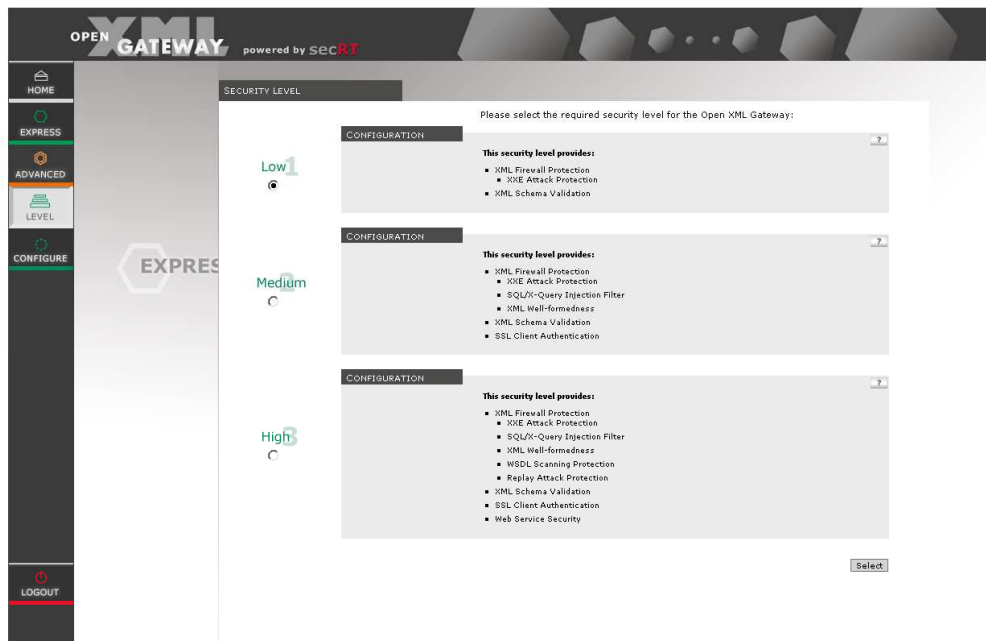 OPEN XML GATEWAY powered by secRT
HOME
EXPRESS
ADVANCED
LEVEL
CONFIGURE
LOGOUT
EXPRES
SECURITY LEVEL
Please select the required security level for the Open XML Gateway:
Low 1
CONFIGURATION
?
This security level provides:
XML Firewall Protection
XXE Attack Protection
XML Schema Validation
Medium 2
CONFIGURATION
?
This security level provides:
XML Firewall Protection
XXE Attack Protection
SQL/X-Query Injection Filter
XML Well-formedness
XML Schema Validation
SSL Client Authentication
High 3
CONFIGURATION
?
This security level provides:
XML Firewall Protection
XXE Attack Protection
SQL/X-Query Injection Filter
XML Well-formedness
WSDL Scanning Protection
Replay Attack Protection
XML Schema Validation
SSL Client Authentication
Web Service Security
Select